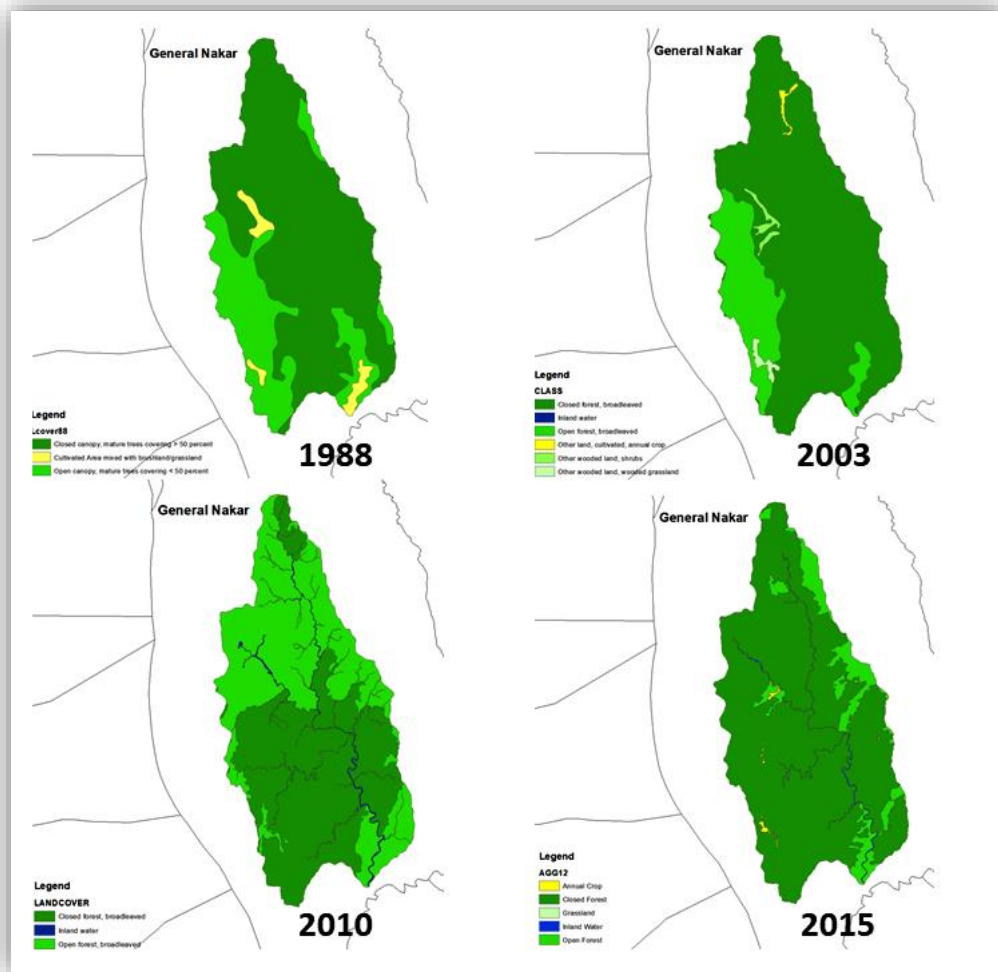 General Nakar
Legend
Lcover88
Closed canopy, mature trees covering > 50 percent
Cultivated Area mixed with brushland/grassland
Open canopy, mature trees covering < 50 percent
1988
General Nakar
Legend
CLASS
Closed forest, broadleaved
Inland water
Open forest, broadleaved
Other land, cultivated, annual crop
Other wooded land, shrubs
Other wooded land, wooded grassland
2003
General Nakar
Legend
LANDCOVER
Closed forest, broadleaved
Inland water
Open forest, broadleaved
2010
General Nakar
Legend
AGG12
Annual Crop
Closed Forest
Grassland
Inland Water
Open Forest
2015